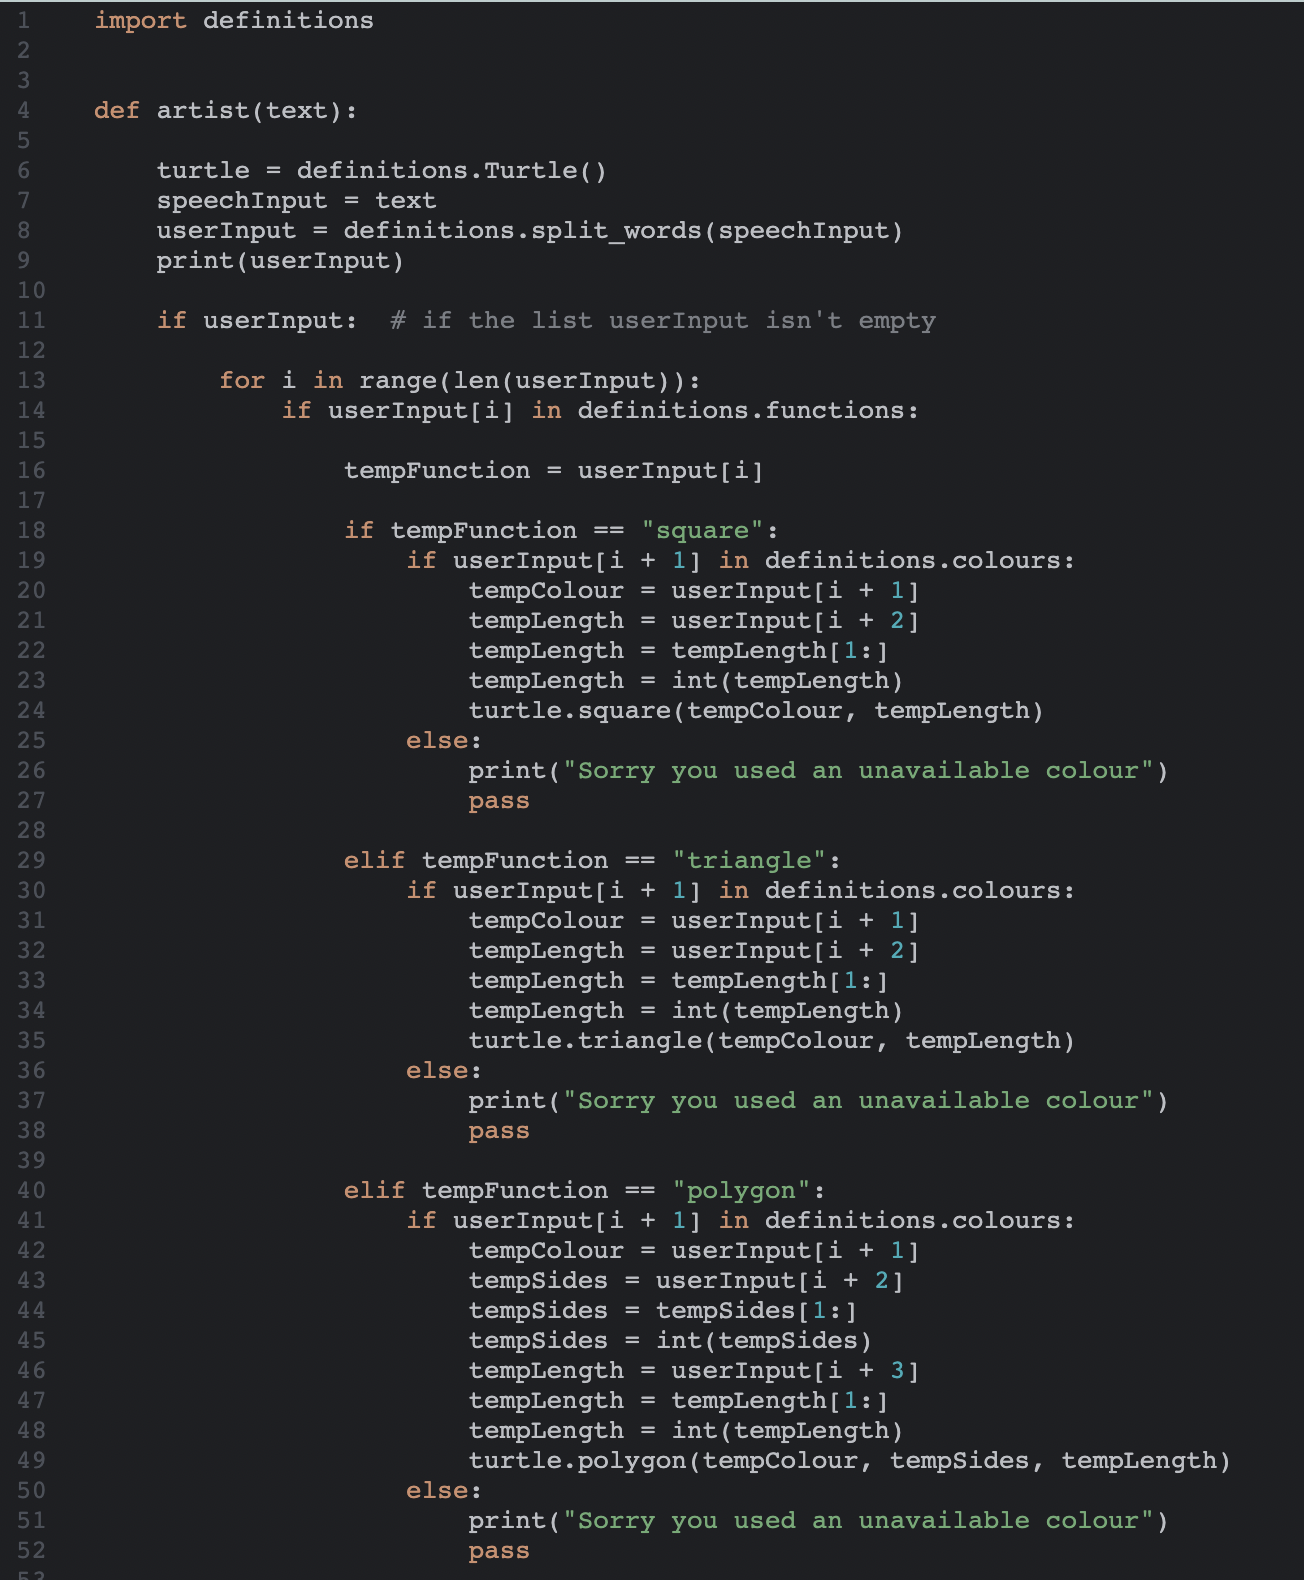 1 import definitions
2
3
4 def artist(text):
5
6 turtle = definitions.Turtle()
7 speechInput = text
8 userInput = definitions.split_words(speechInput)
9 print(userInput)
10
11 if userInput:  # if the list userInput isn't empty
12
13 for i in range(len(userInput)):
14 if userInput[i] in definitions.functions:
15
16 tempFunction = userInput[i]
17
18 if tempFunction == "square":
19 if userInput[i + 1] in definitions.colours:
20 tempColour = userInput[i + 1]
21 tempLength = userInput[i + 2]
22 tempLength = tempLength[1:]
23 tempLength = int(tempLength)
24 turtle.square(tempColour, tempLength)
25 else:
26 print("Sorry you used an unavailable colour")
27 pass
28
29 elif tempFunction == "triangle":
30 if userInput[i + 1] in definitions.colours:
31 tempColour = userInput[i + 1]
32 tempLength = userInput[i + 2]
33 tempLength = tempLength[1:]
34 tempLength = int(tempLength)
35 turtle.triangle(tempColour, tempLength)
36 else:
37 print("Sorry you used an unavailable colour")
38 pass
39
40 elif tempFunction == "polygon":
41 if userInput[i + 1] in definitions.colours:
42 tempColour = userInput[i + 1]
43 tempSides = userInput[i + 2]
44 tempSides = tempSides[1:]
45 tempSides = int(tempSides)
46 tempLength = userInput[i + 3]
47 tempLength = tempLength[1:]
48 tempLength = int(tempLength)
49 turtle.polygon(tempColour, tempSides, tempLength)
50 else:
51 print("Sorry you used an unavailable colour")
52 pass
53